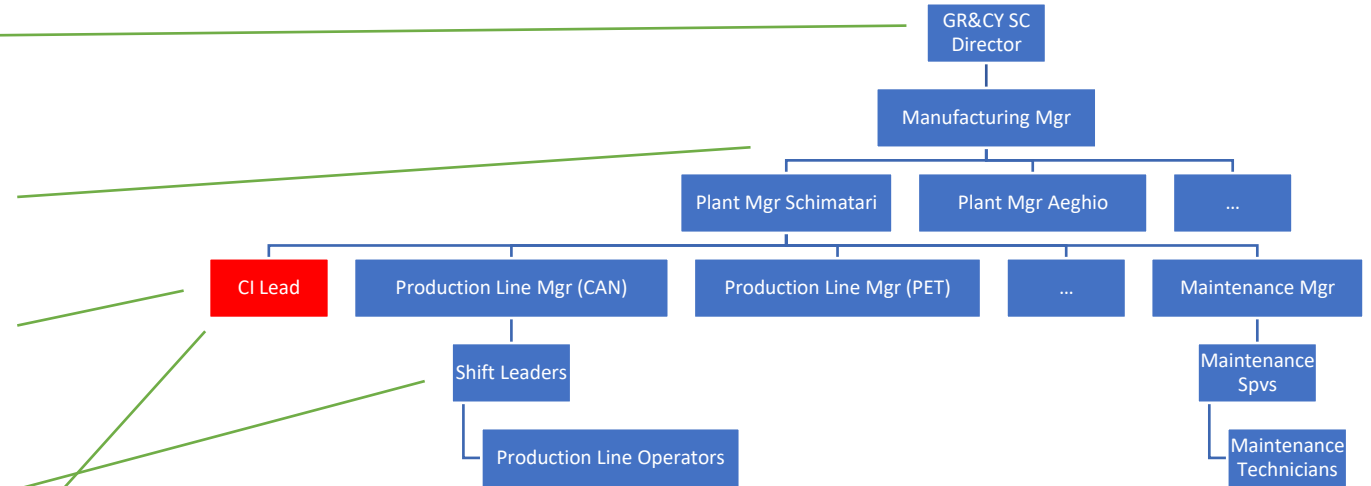 GR&CY SC
Director
Manufacturing Mgr
Plant Mgr Schimatari
Plant Mgr Aeghio
...
CI Lead
Production Line Mgr (CAN)
Production Line Mgr (PET)
...
Maintenance Mgr
Shift Leaders
Maintenance
Spvs
Production Line Operators
Maintenance
Technicians